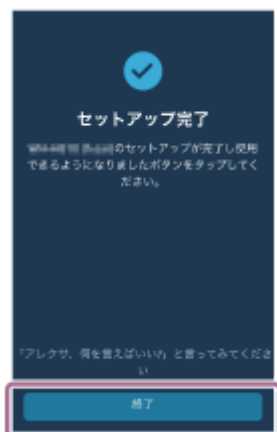 セットアップ完了
のセットアップが完了し使用
できるようになりましたボタンをタップしてく
ださい。
「アレクサ、何を言えばいい?」と言ってみてくださ
い
終了